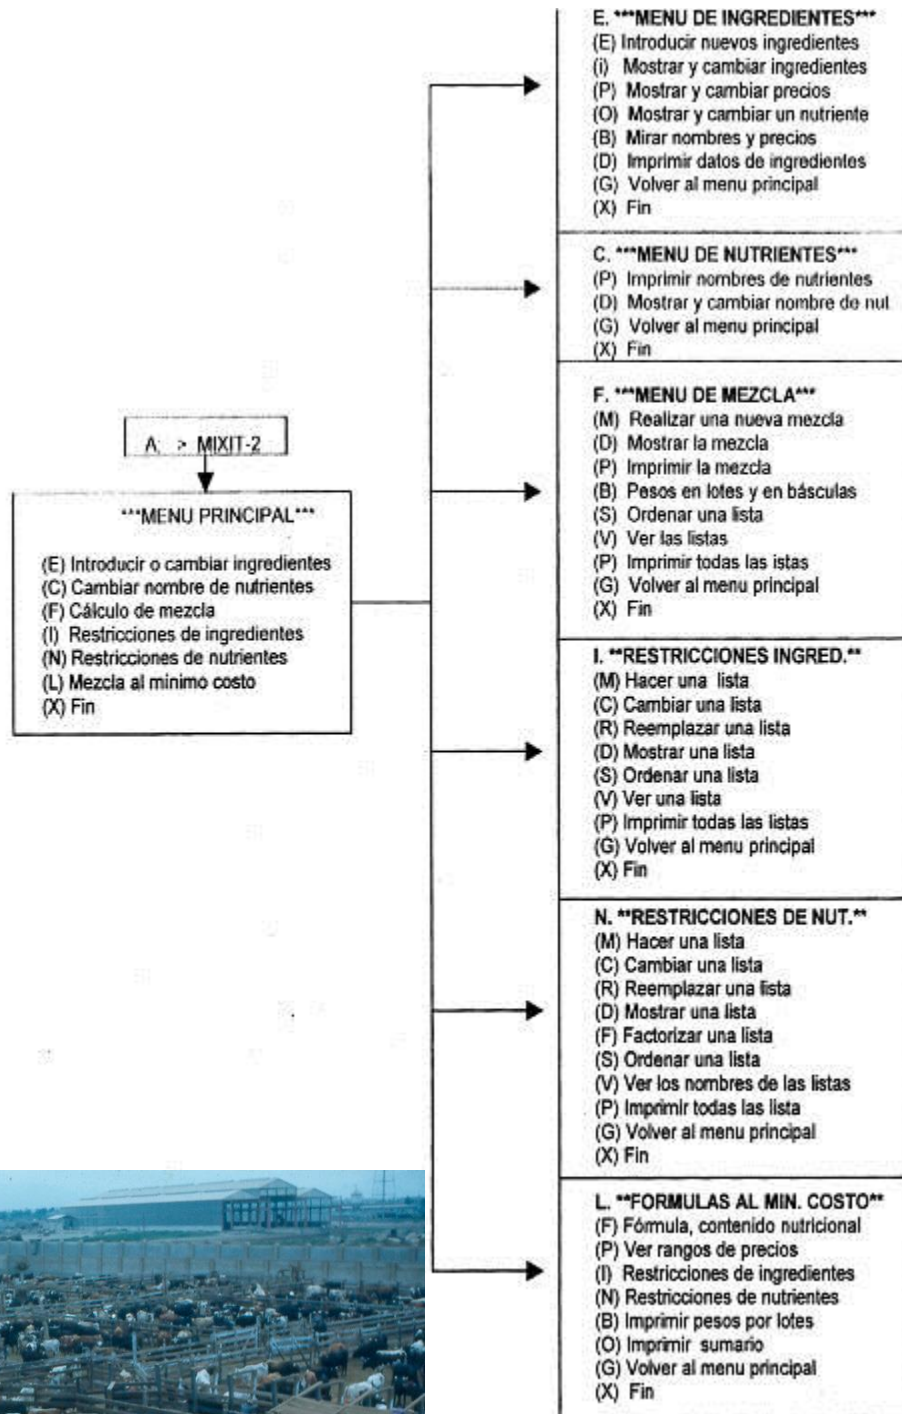 A: > MIXIT-2
***MENU PRINCIPAL***
(E) Introducir o cambiar ingredientes
(C) Cambiar nombre de nutrientes
(F) Cálculo de mezcla
(I) Restricciones de ingredientes
(N) Restricciones de nutrientes
(L) Mezcla al minimo costo
(X) Fin
E. ***MENU DE INGREDIENTES***
(E) Introducir nuevos ingredientes
(i) Mostrar y cambiar ingredientes
(P) Mostrar y cambiar precios
(O) Mostrar y cambiar un nutriente
(B) Mirar nombres y precios
(D) Imprimir datos de ingredientes
(G) Volver al menu principal
(X) Fin
C. ***MENU DE NUTRIENTES***
(P) Imprimir nombres de nutrientes
(D) Mostrar y cambiar nombre de nut
(G) Volver al menu principal
(X) Fin
F. ***MENU DE MEZCLA***
(M) Realizar una nueva mezcla
(D) Mostrar la mezcla
(P) Imprimir la mezcla
(B) Pesos en lotes y en básculas
(S) Ordenar una lista
(V) Ver las listas
(P) Imprimir todas las istas
(G) Volver al menu principal
(X) Fin
I. **RESTRICCIONES INGRED.**
(M) Hacer una lista
(C) Cambiar una lista
(R) Reemplazar una lista
(D) Mostrar una lista
(S) Ordenar una lista
(V) Ver una lista
(P) Imprimir todas las listas
(G) Volver al menu principal
(X) Fin
N. **RESTRICCIONES DE NUT.**
(M) Hacer una lista
(C) Cambiar una lista
(R) Reemplazar una lista
(D) Mostrar una lista
(F) Factorizar una lista
(S) Ordenar una lista
(V) Ver los nombres de las listas
(P) Imprimir todas las lista
(G) Volver al menu principal
(X) Fin
L. **FORMULAS AL MIN. COSTO**
(F) Fórmula, contenido nutricional
(P) Ver rangos de precios
(I) Restricciones de ingredientes
(N) Restricciones de nutrientes
(B) Imprimir pesos por lotes
(O) Imprimir sumario
(G) Volver al menu principal
(X) Fin